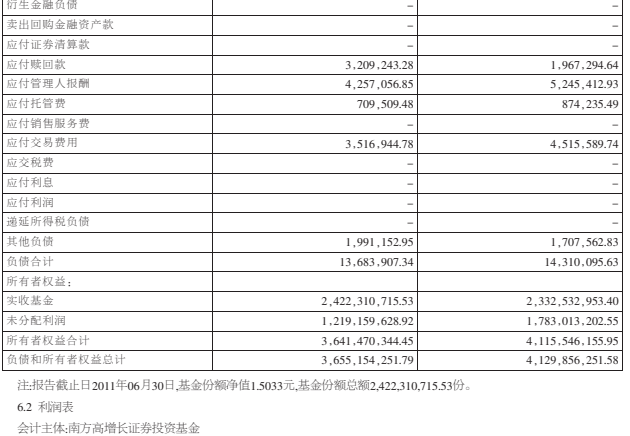 衍生金融负债 – –
卖出回购金融资产款 – –
应付证券清算款 – –
应付赎回款 3,209,243.28 1,967,294.64
应付管理人报酬 4,257,056.85 5,245,412.93
应付托管费 709,509.48 874,235.49
应付销售服务费 – –
应付交易费用 3,516,944.78 4,515,589.74
应交税费 – –
应付利息 – –
应付利润 – –
递延所得税负债 – –
其他负债 1,991,152.95 1,707,562.83
负债合计 13,683,907.34 14,310,095.63
所有者权益：
实收基金 2,422,310,715.53 2,332,532,953.40
未分配利润 1,219,159,628.92 1,783,013,202.55
所有者权益合计 3,641,470,344.45 4,115,546,155.95
负债和所有者权益总计 3,655,154,251.79 4,129,856,251.58
注:报告截止日2011年06月30日,基金份额净值1.5033元,基金份额总额2,422,310,715.53份。
6.2 利润表
会计主体:南方高增长证券投资基金